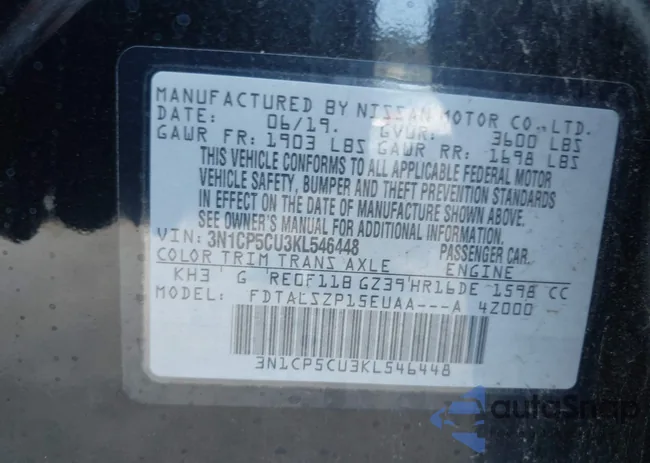 MANUFACTURED BY NISSAN MOTOR CO.,LTD.
DATE: 06/19. GVWR: 3600 LBS
GAWR FR: 1903 LBS GAWR RR: 1698 LBS
THIS VEHICLE CONFORMS TO ALL APPLICABLE FEDERAL MOTOR
VEHICLE SAFETY, BUMPER AND THEFT PREVENTION STANDARDS
IN EFFECT ON THE DATE OF MANUFACTURE SHOWN ABOVE.
SEE OWNER'S MANUAL FOR ADDITIONAL INFORMATION.
VIN: 3N1CP5CU3KL546448 PASSENGER CAR.
COLOR TRIM TRANS AXLE ENGINE
KH3 G RE0F11B GZ39 HR16DE 1598 CC
MODEL: FDTALSZP15EUAA---A 4Z000
3N1CP5CU3KL546448
autoSnap